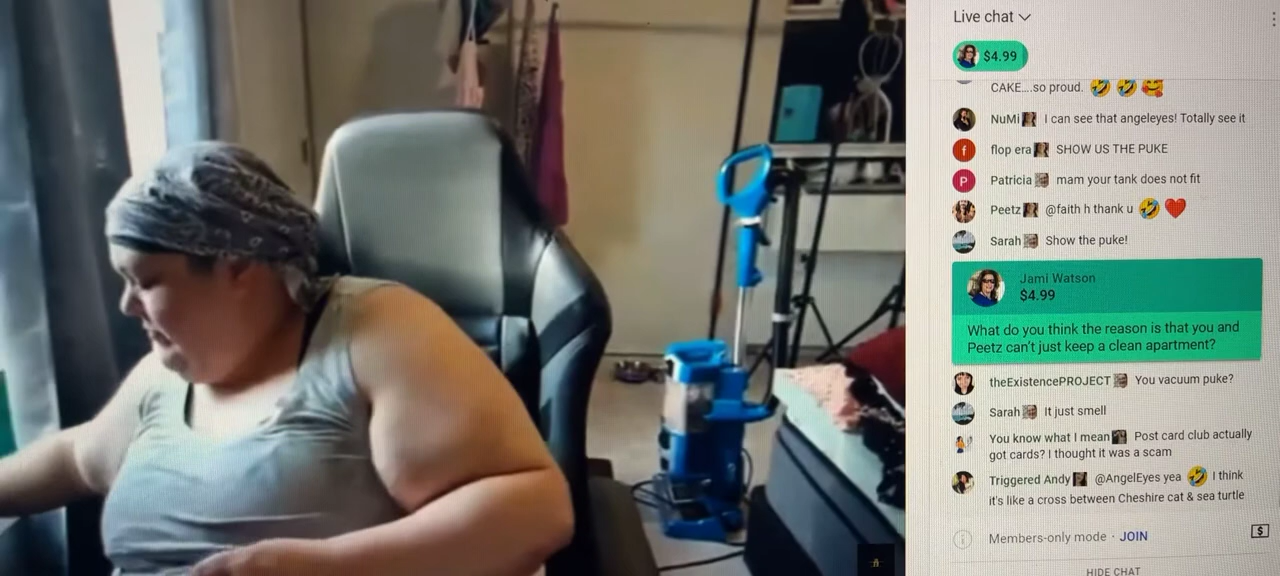 Live chat
$4.99
CAKE....so proud. 🤣 🤣 🥰
NuMi I can see that angeleyes! Totally see it
f flop era SHOW US THE PUKE
P Patricia mam your tank does not fit
Peetz @faith h thank u 🤣 ❤️
Sarah Show the puke!
Jami Watson
$4.99
What do you think the reason is that you and
Peetz can't just keep a clean apartment?
theExistencePROJECT You vacuum puke?
Sarah It just smell
You know what I mean Post card club actually
got cards? I thought it was a scam
Triggered Andy @AngelEyes yea 🤣 I think
it's like a cross between Cheshire cat & sea turtle
Members-only mode · JOIN
HIDE CHAT